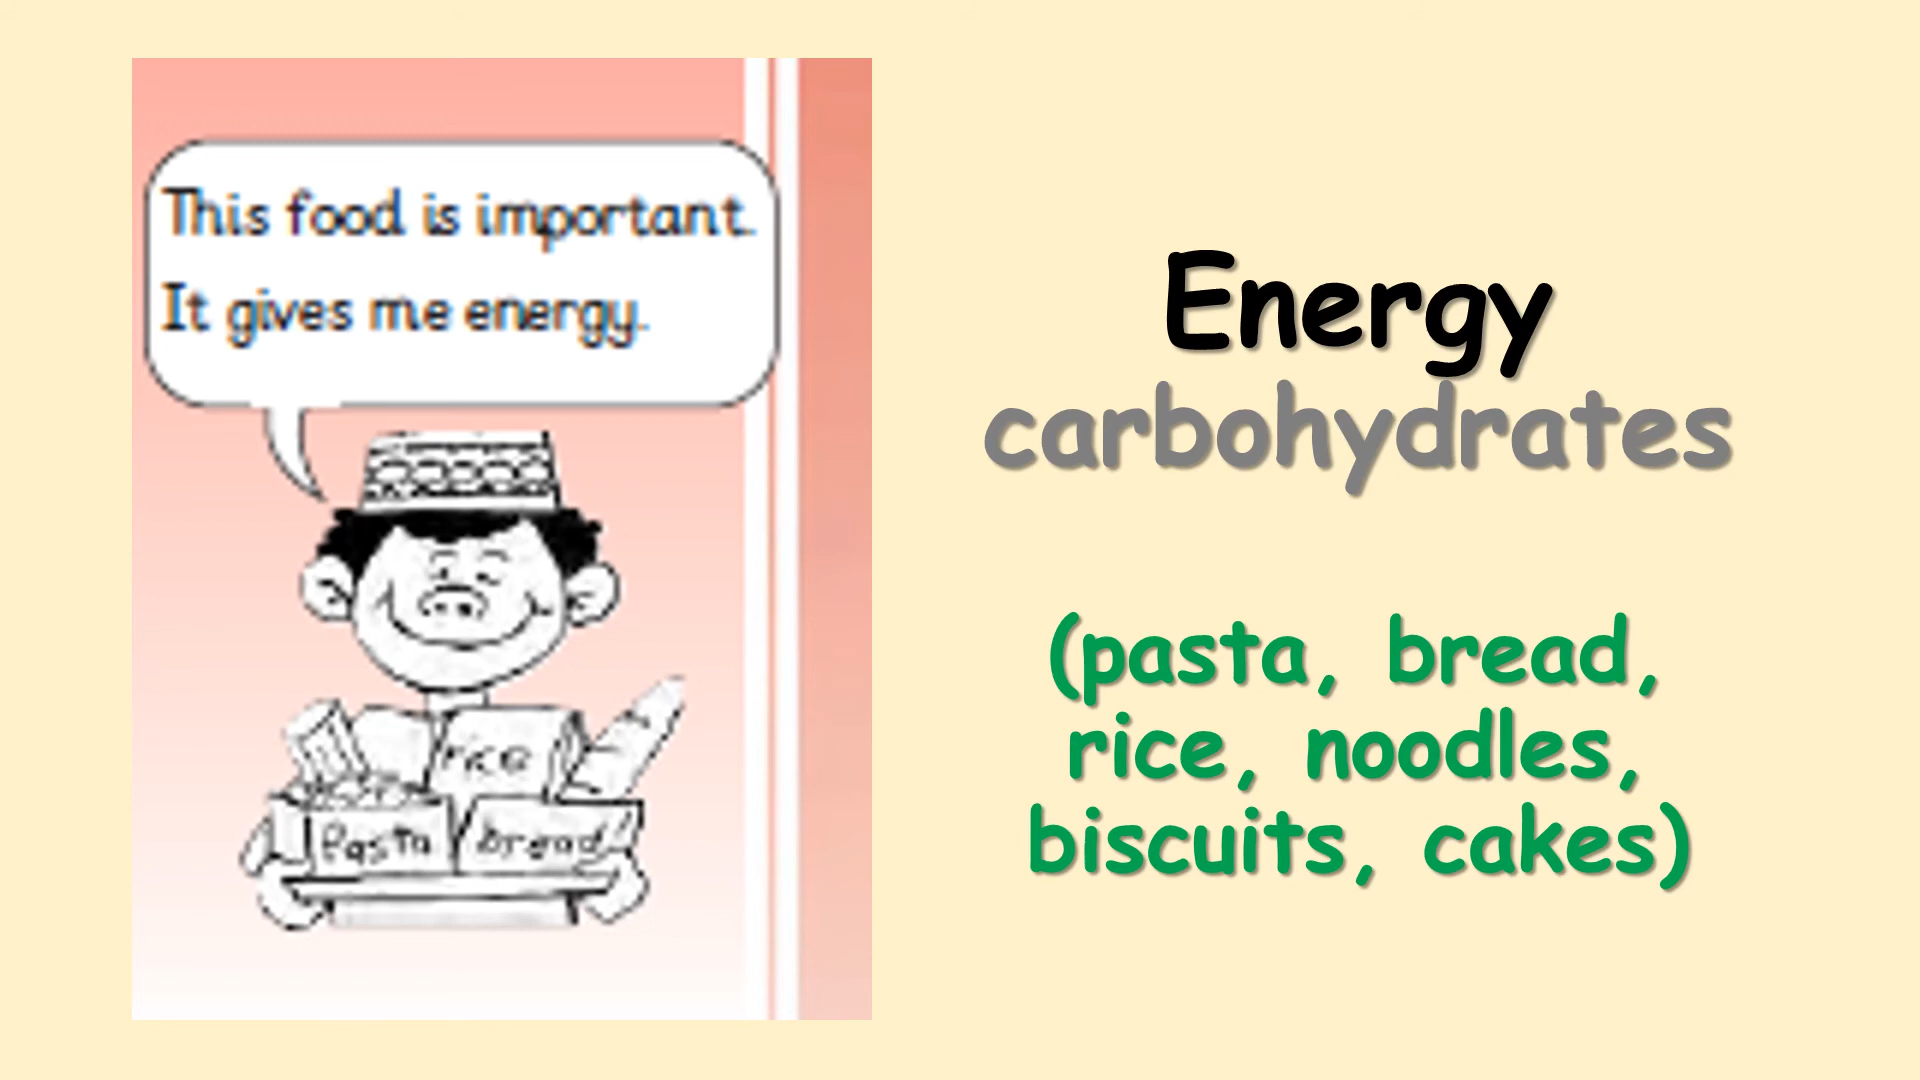 This food is important.
It gives me energy.
rice
Pasta
bread
Energy
carbohydrates
(pasta, bread,
rice, noodles,
biscuits, cakes)